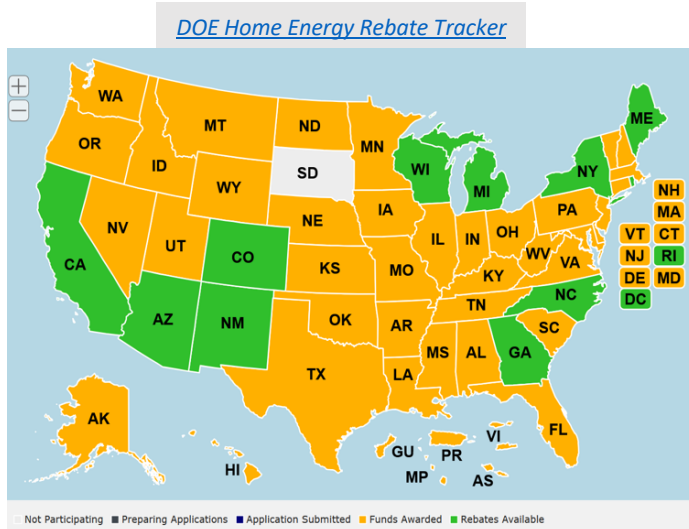 DOE Home Energy Rebate Tracker
+
−
WA
OR
ID
MT
ND
MN
SD
WY
NE
IA
WI
MI
NY
ME
NH
MA
VT
CT
NJ
RI
DE
MD
DC
PA
OH
IN
IL
WV
VA
KY
NC
TN
SC
GA
AL
MS
LA
AR
MO
KS
OK
TX
CO
UT
NV
CA
AZ
NM
FL
AK
HI
GU
PR
VI
MP
AS
Not Participating Preparing Applications Application Submitted Funds Awarded Rebates Available